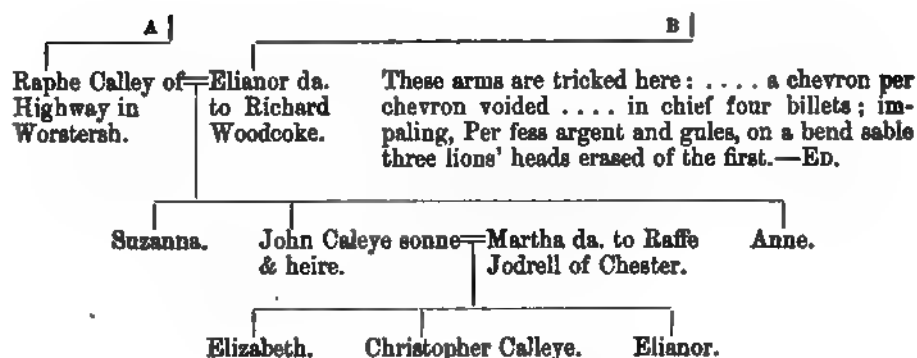 A
B
Raphe Calley of
Highway in
Worstersh.
Elianor da.
to Richard
Woodcoke.
These arms are tricked here: .... a chevron per
chevron voided .... in chief four billets; im-
paling, Per fess argent and gules, on a bend sable
three lions' heads erased of the first.—ED.
Suzanna.
John Caleye sonne
& heire.
Martha da. to Raffe
Jodrell of Chester.
Anne.
Elizabeth.
Christopher Calleye.
Elianor.